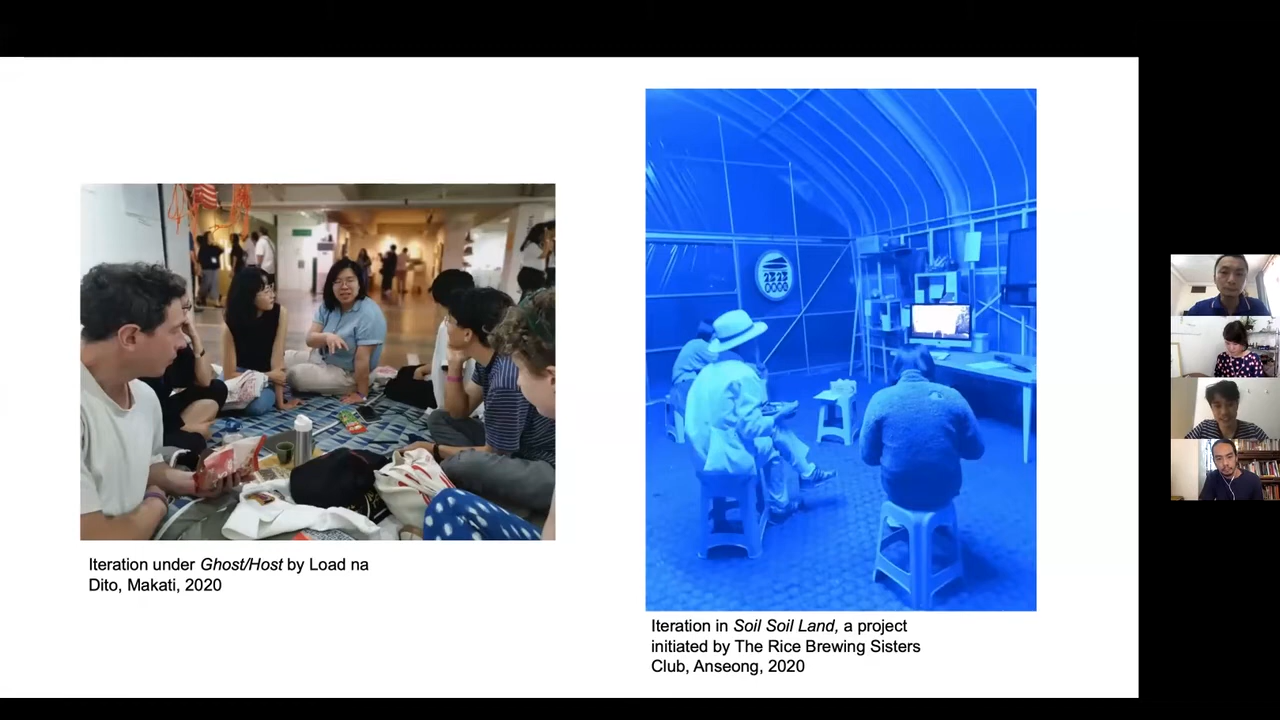 Iteration under Ghost/Host by Load na
Dito, Makati, 2020
Iteration in Soil Soil Land, a project
initiated by The Rice Brewing Sisters
Club, Anseong, 2020